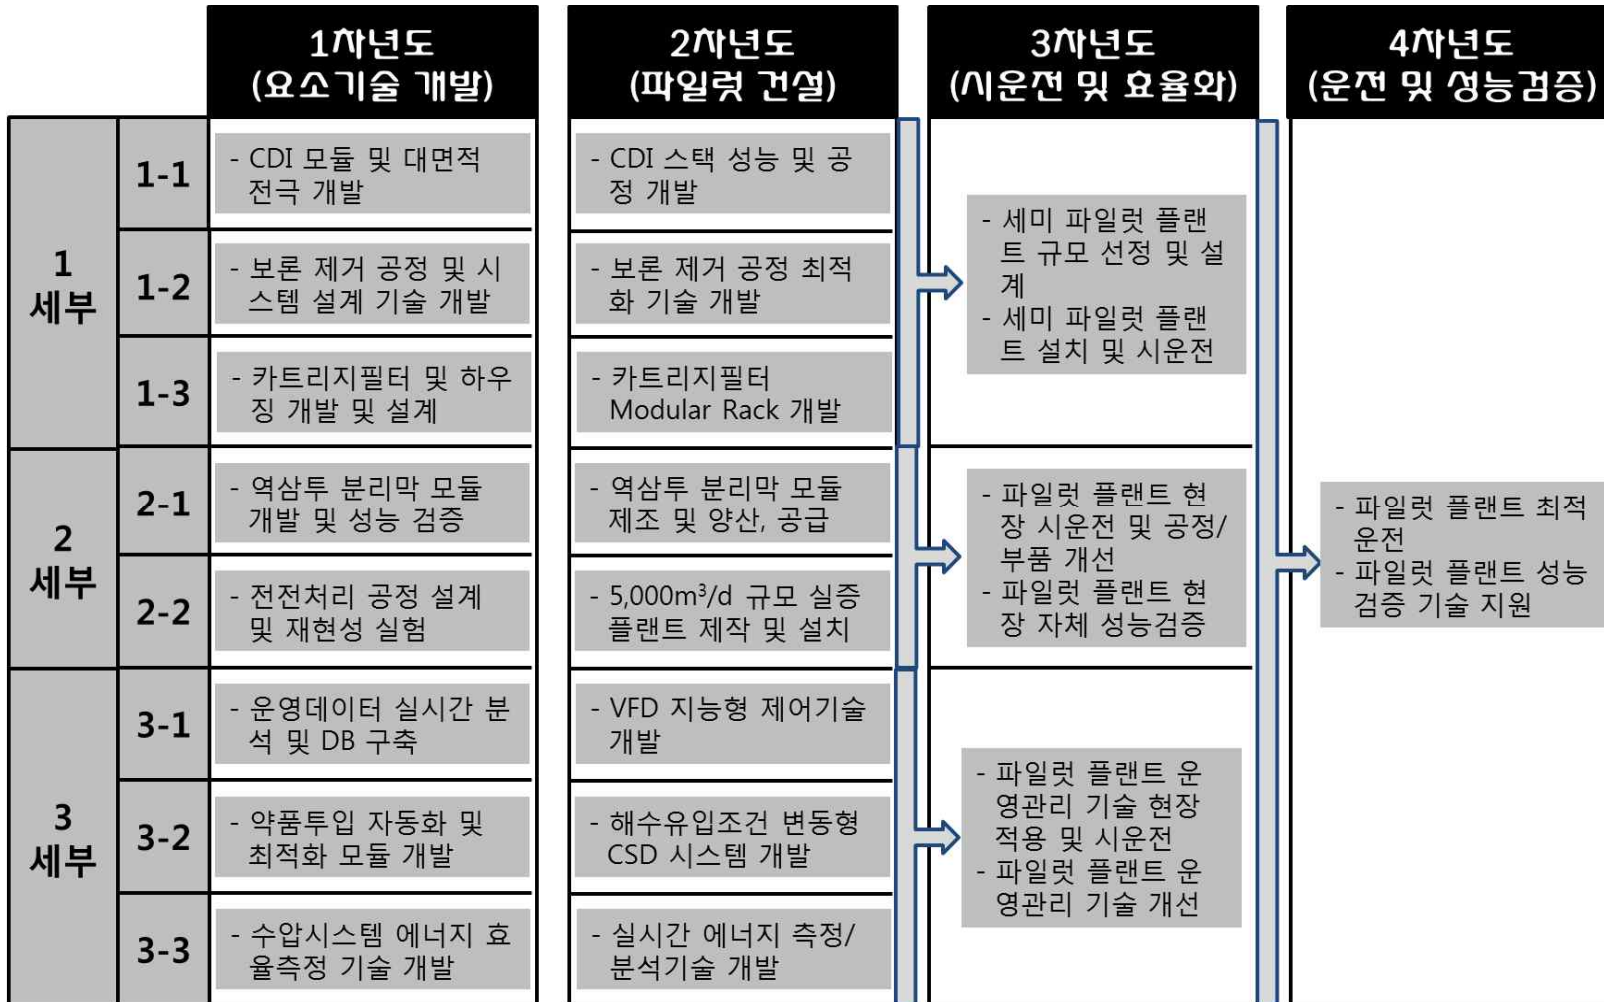 1차년도
(요소기술 개발)
2차년도
(파일럿 건설)
3차년도
(시운전 및 효율화)
4차년도
(운전 및 성능검증)
1
세부
1-1
- CDI 모듈 및 대면적
전극 개발
- CDI 스택 성능 및 공
정 개발
1-2
- 보론 제거 공정 및 시
스템 설계 기술 개발
- 보론 제거 공정 최적
화 기술 개발
1-3
- 카트리지필터 및 하우
징 개발 및 설계
- 카트리지필터
Modular Rack 개발
- 세미 파일럿 플랜
트 규모 선정 및 설
계
- 세미 파일럿 플랜
트 설치 및 시운전
2
세부
2-1
- 역삼투 분리막 모듈
개발 및 성능 검증
- 역삼투 분리막 모듈
제조 및 양산, 공급
2-2
- 전전처리 공정 설계
및 재현성 실험
- 5,000m³/d 규모 실증
플랜트 제작 및 설치
- 파일럿 플랜트 현
장 시운전 및 공정/
부품 개선
- 파일럿 플랜트 현
장 자체 성능검증
3
세부
3-1
- 운영데이터 실시간 분
석 및 DB 구축
- VFD 지능형 제어기술
개발
3-2
- 약품투입 자동화 및
최적화 모듈 개발
- 해수유입조건 변동형
CSD 시스템 개발
3-3
- 수압시스템 에너지 효
율측정 기술 개발
- 실시간 에너지 측정/
분석기술 개발
- 파일럿 플랜트 운
영관리 기술 현장
적용 및 시운전
- 파일럿 플랜트 운
영관리 기술 개선
- 파일럿 플랜트 최적
운전
- 파일럿 플랜트 성능
검증 기술 지원